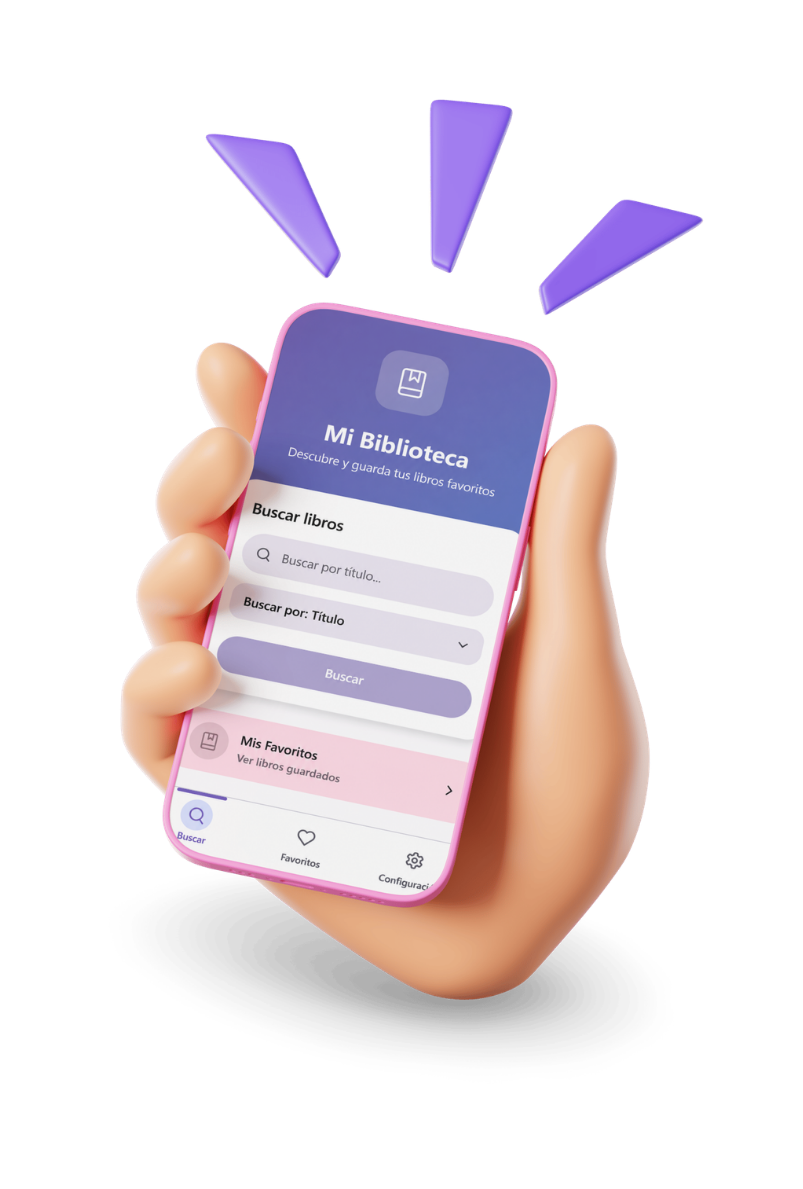 Mi Biblioteca
Descubre y guarda tus libros favoritos
Buscar libros
Buscar por título...
Buscar por: Título
Buscar
Mis Favoritos
Ver libros guardados
Buscar
Favoritos
Configuraci